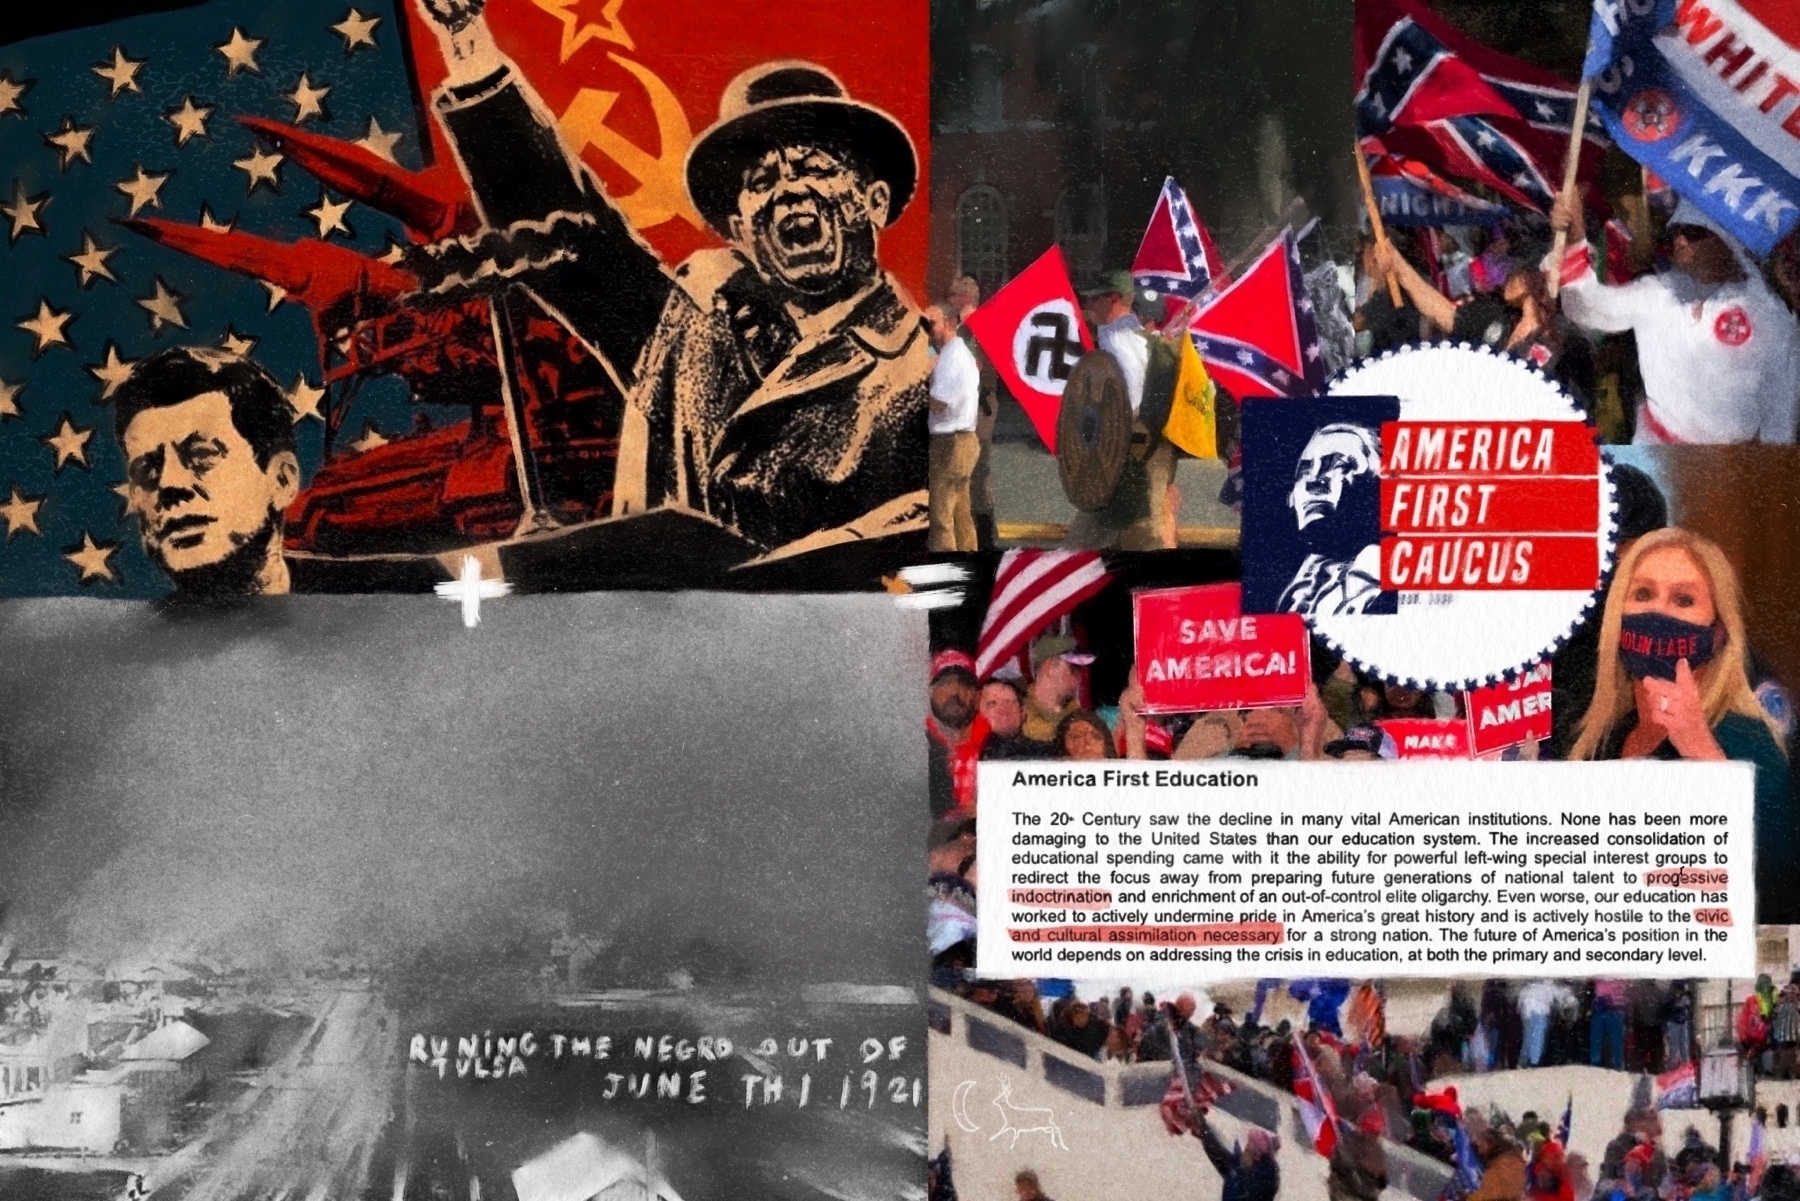 WHITE
KKK
KNIGHT
AMERICA
FIRST
CAUCUS
SAVE
AMERICA!
MOLON LABE
AMER
MAKE
America First Education
The 20th Century saw the decline in many vital American institutions. None has been more
damaging to the United States than our education system. The increased consolidation of
educational spending came with it the ability for powerful left-wing special interest groups to
redirect the focus away from preparing future generations of national talent to progessive
indoctrination and enrichment of an out-of-control elite oligarchy. Even worse, our education has
worked to actively undermine pride in America's great history and is actively hostile to the civic
and cultural assimilation necessary for a strong nation. The future of America's position in the
world depends on addressing the crisis in education, at both the primary and secondary level.
RUNING THE NEGRO OUT OF
TULSA
JUNE TH 1 1921